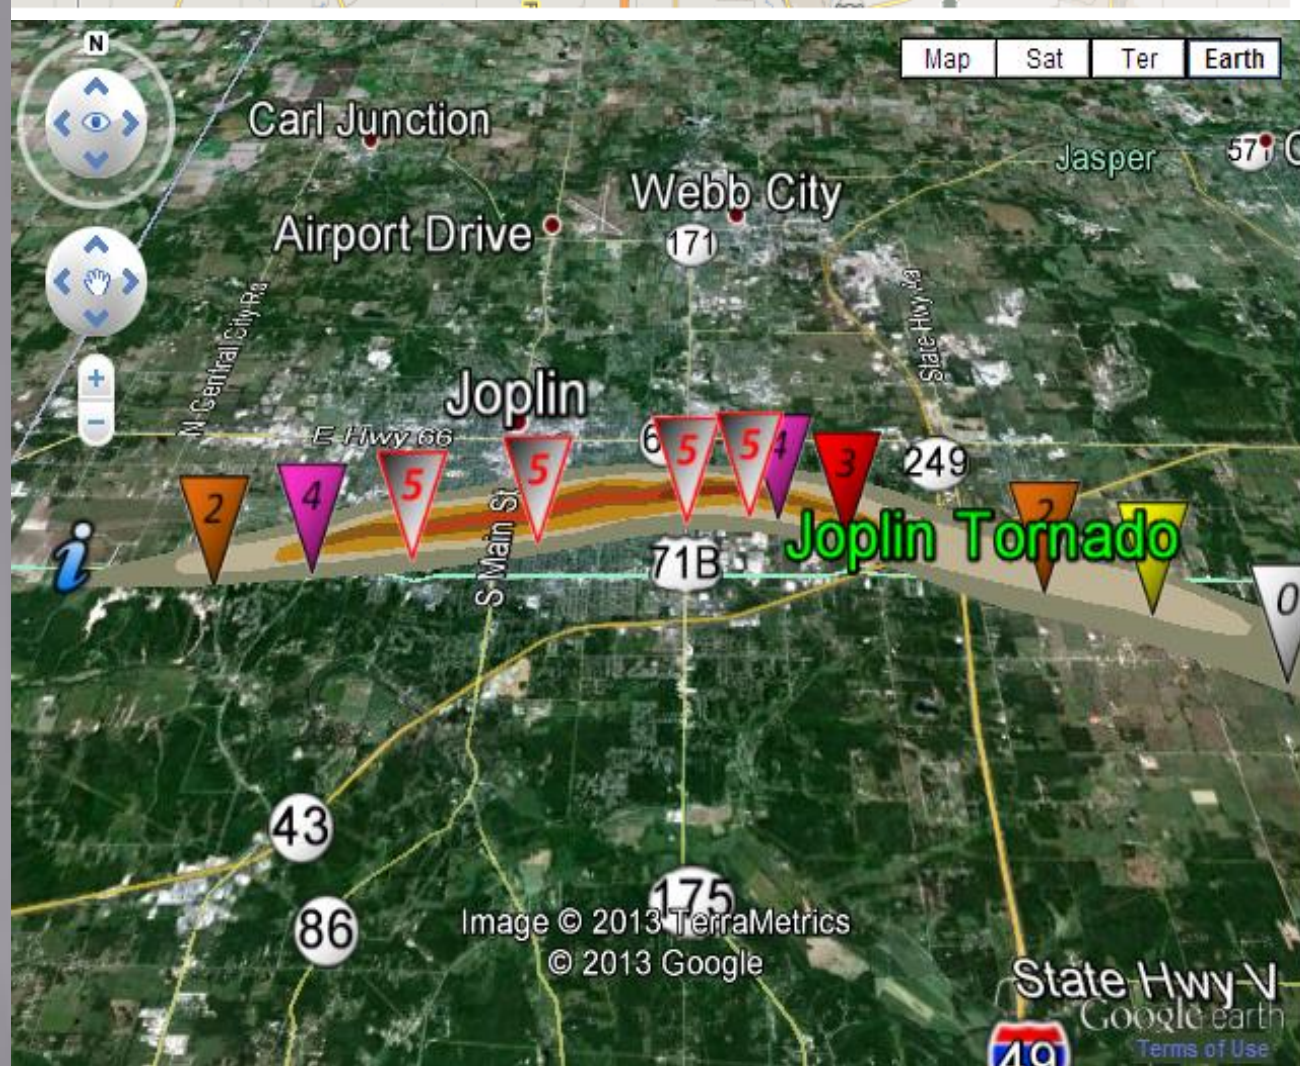 N
Map
Sat
Ter
Earth
Carl Junction
Jasper
571
Webb City
Airport Drive
171
N Central City Rd
State Hwy
Joplin
E Hwy 66
2
4
5
5
5
5
4
3
249
2
S Main St
71B
Joplin Tornado
0
43
175
86
Image © 2013 TerraMetrics
© 2013 Google
State Hwy V
Google earth
Terms of Use
49